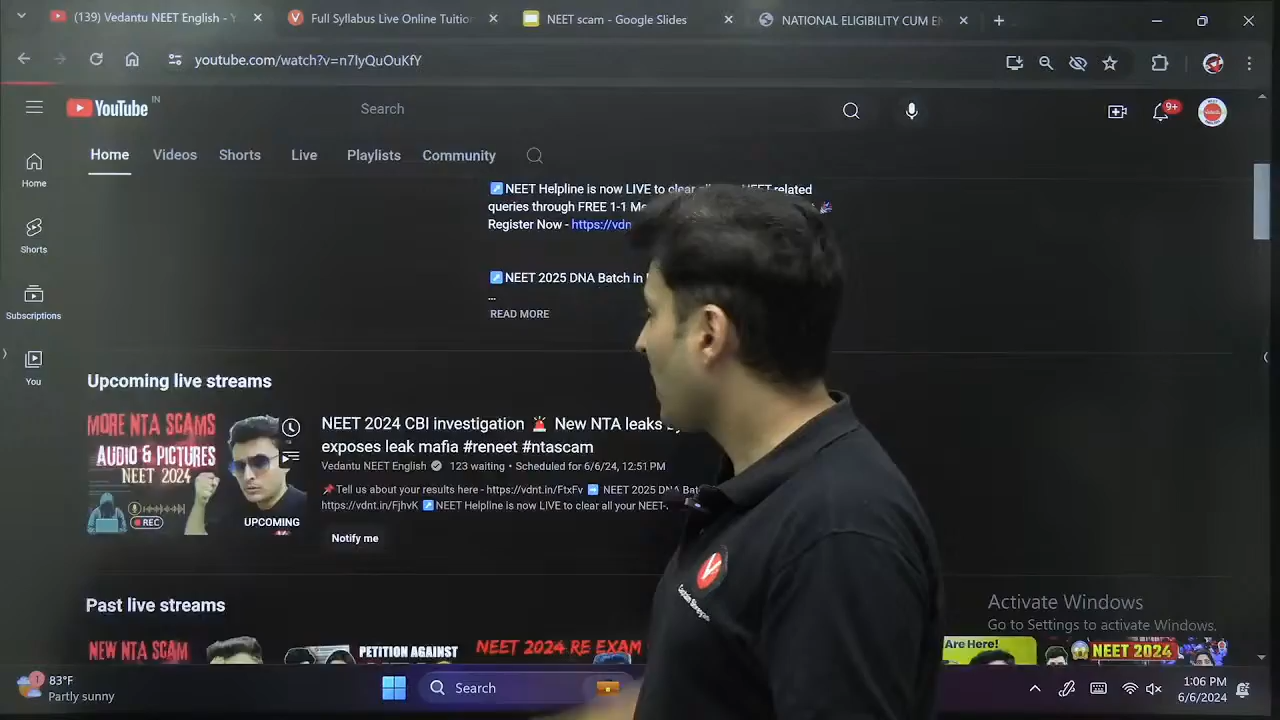 (139) Vedantu NEET English - Y
Full Syllabus Live Online Tuition
NEET scam - Google Slides
NATIONAL ELIGIBILITY CUM EN
youtube.com/watch?v=n7lyQuOuKfY
YouTube IN
Search
9+
Home
Videos
Shorts
Live
Playlists
Community
Home
Shorts
Subscriptions
You
NEET Helpline is now LIVE to clear all NEET related
queries through FREE 1-1
Register Now - https://vdn
NEET 2025 DNA Batch in
...
READ MORE
Upcoming live streams
MORE NTA SCAMS
AUDIO & PICTURES
NEET 2024
REC
UPCOMING
NEET 2024 CBI investigation 🚨 New NTA leaks by
exposes leak mafia #reneet #ntascam
Vedantu NEET English 123 waiting • Scheduled for 6/6/24, 12:51 PM
📌Tell us about your results here - https://vdnt.in/FtxFv ➡️ NEET 2025 DNA Bat
https://vdnt.in/FjhvK ↗️NEET Helpline is now LIVE to clear all your NEET-
Notify me
Past live streams
NEW NTA SCAM
PETITION AGAINST
NEET 2024 RE EXAM
Are Here!
NEET 2024
Activate Windows
Go to Settings to activate Windows.
1
83°F
Partly sunny
Search
1:06 PM
6/6/2024